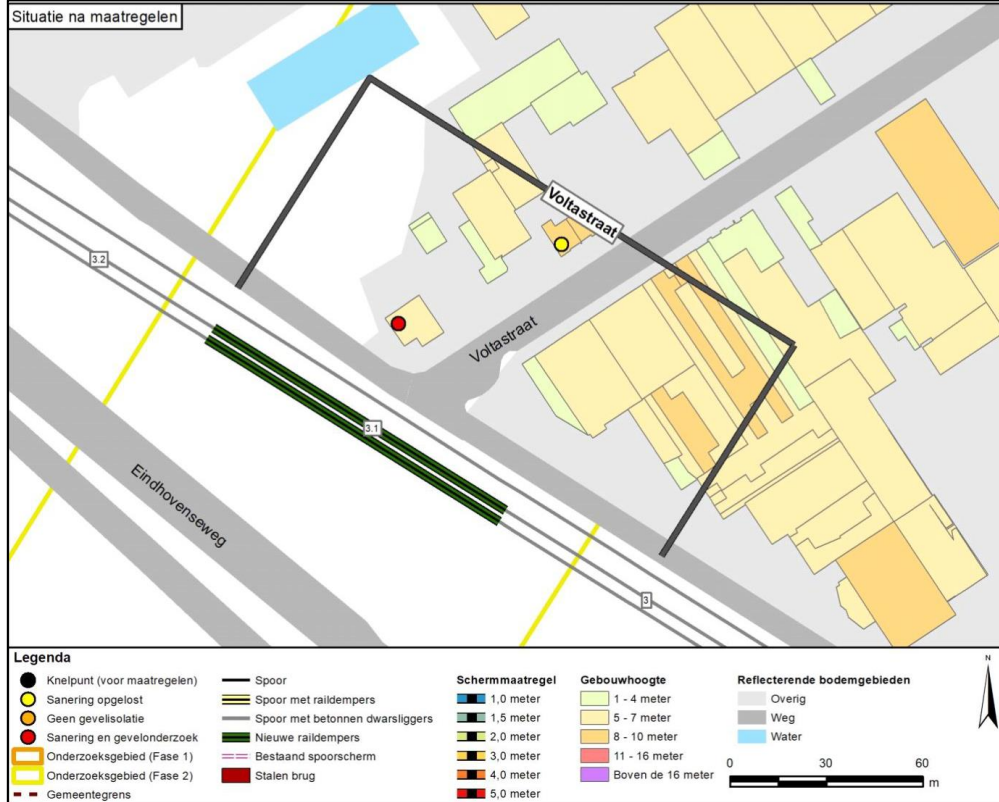 Situatie na maatregelen
Voltastraat
3.2
Voltastraat
3.1
Eindhovenseweg
3
Legenda
Knelpunt (voor maatregelen)
Sanering opgelost
Geen gevelisolatie
Sanering en gevelonderzoek
Onderzoeksgebied (Fase 1)
Onderzoeksgebied (Fase 2)
Gemeentegrens
Spoor
Spoor met raildempers
Spoor met betonnen dwarsliggers
Nieuwe raildempers
Bestaand spoorscherm
Stalen brug
Schermmaatregel
1,0 meter
1,5 meter
2,0 meter
3,0 meter
4,0 meter
5,0 meter
Gebouwhoogte
1 - 4 meter
5 - 7 meter
8 - 10 meter
11 - 16 meter
Boven de 16 meter
Reflecterende bodemgebieden
Overig
Weg
Water
N
0 30 60
m